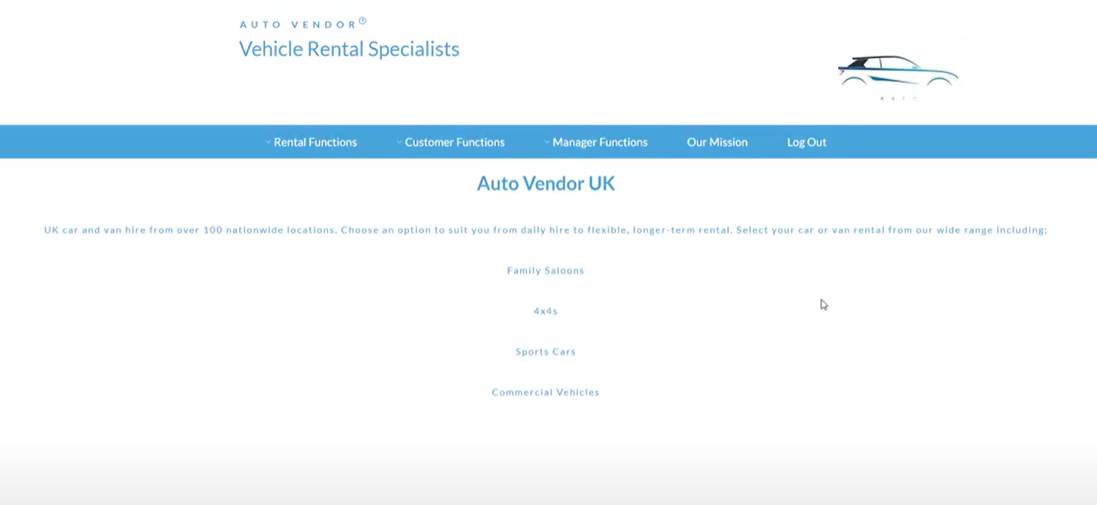 AUTO VENDOR®
Vehicle Rental Specialists
AUTO
Rental Functions Customer Functions Manager Functions Our Mission Log Out
Auto Vendor UK
UK car and van hire from over 100 nationwide locations. Choose an option to suit you from daily hire to flexible, longer-term rental. Select your car or van rental from our wide range including;
Family Saloons
4x4s
Sports Cars
Commercial Vehicles